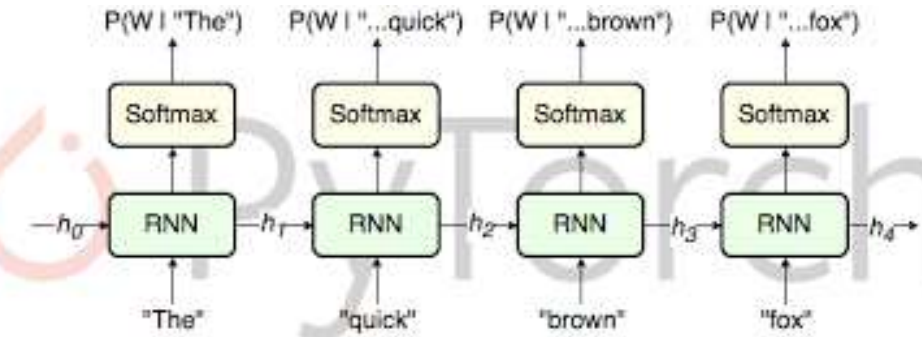 P(W | "The") P(W | "...quick") P(W | "...brown") P(W | "...fox")
Softmax Softmax Softmax Softmax
PyTorch
h0 RNN h1 RNN h2 RNN h3 RNN h4
"The" "quick" "brown" "fox"